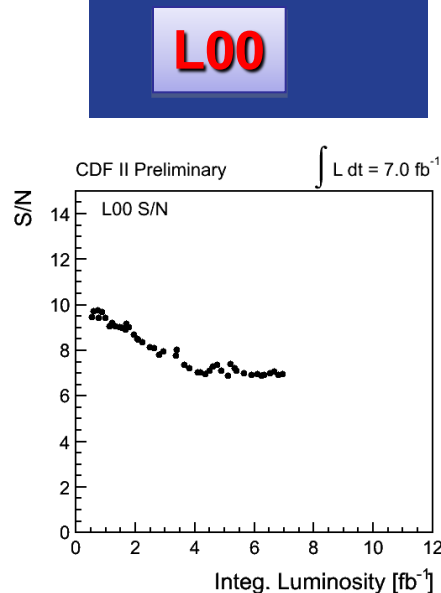 L00
CDF II Preliminary
∫ L dt = 7.0 fb⁻¹
S/N
L00 S/N
14
12
10
8
6
4
2
0
0 2 4 6 8 10 12
Integ. Luminosity [fb⁻¹]